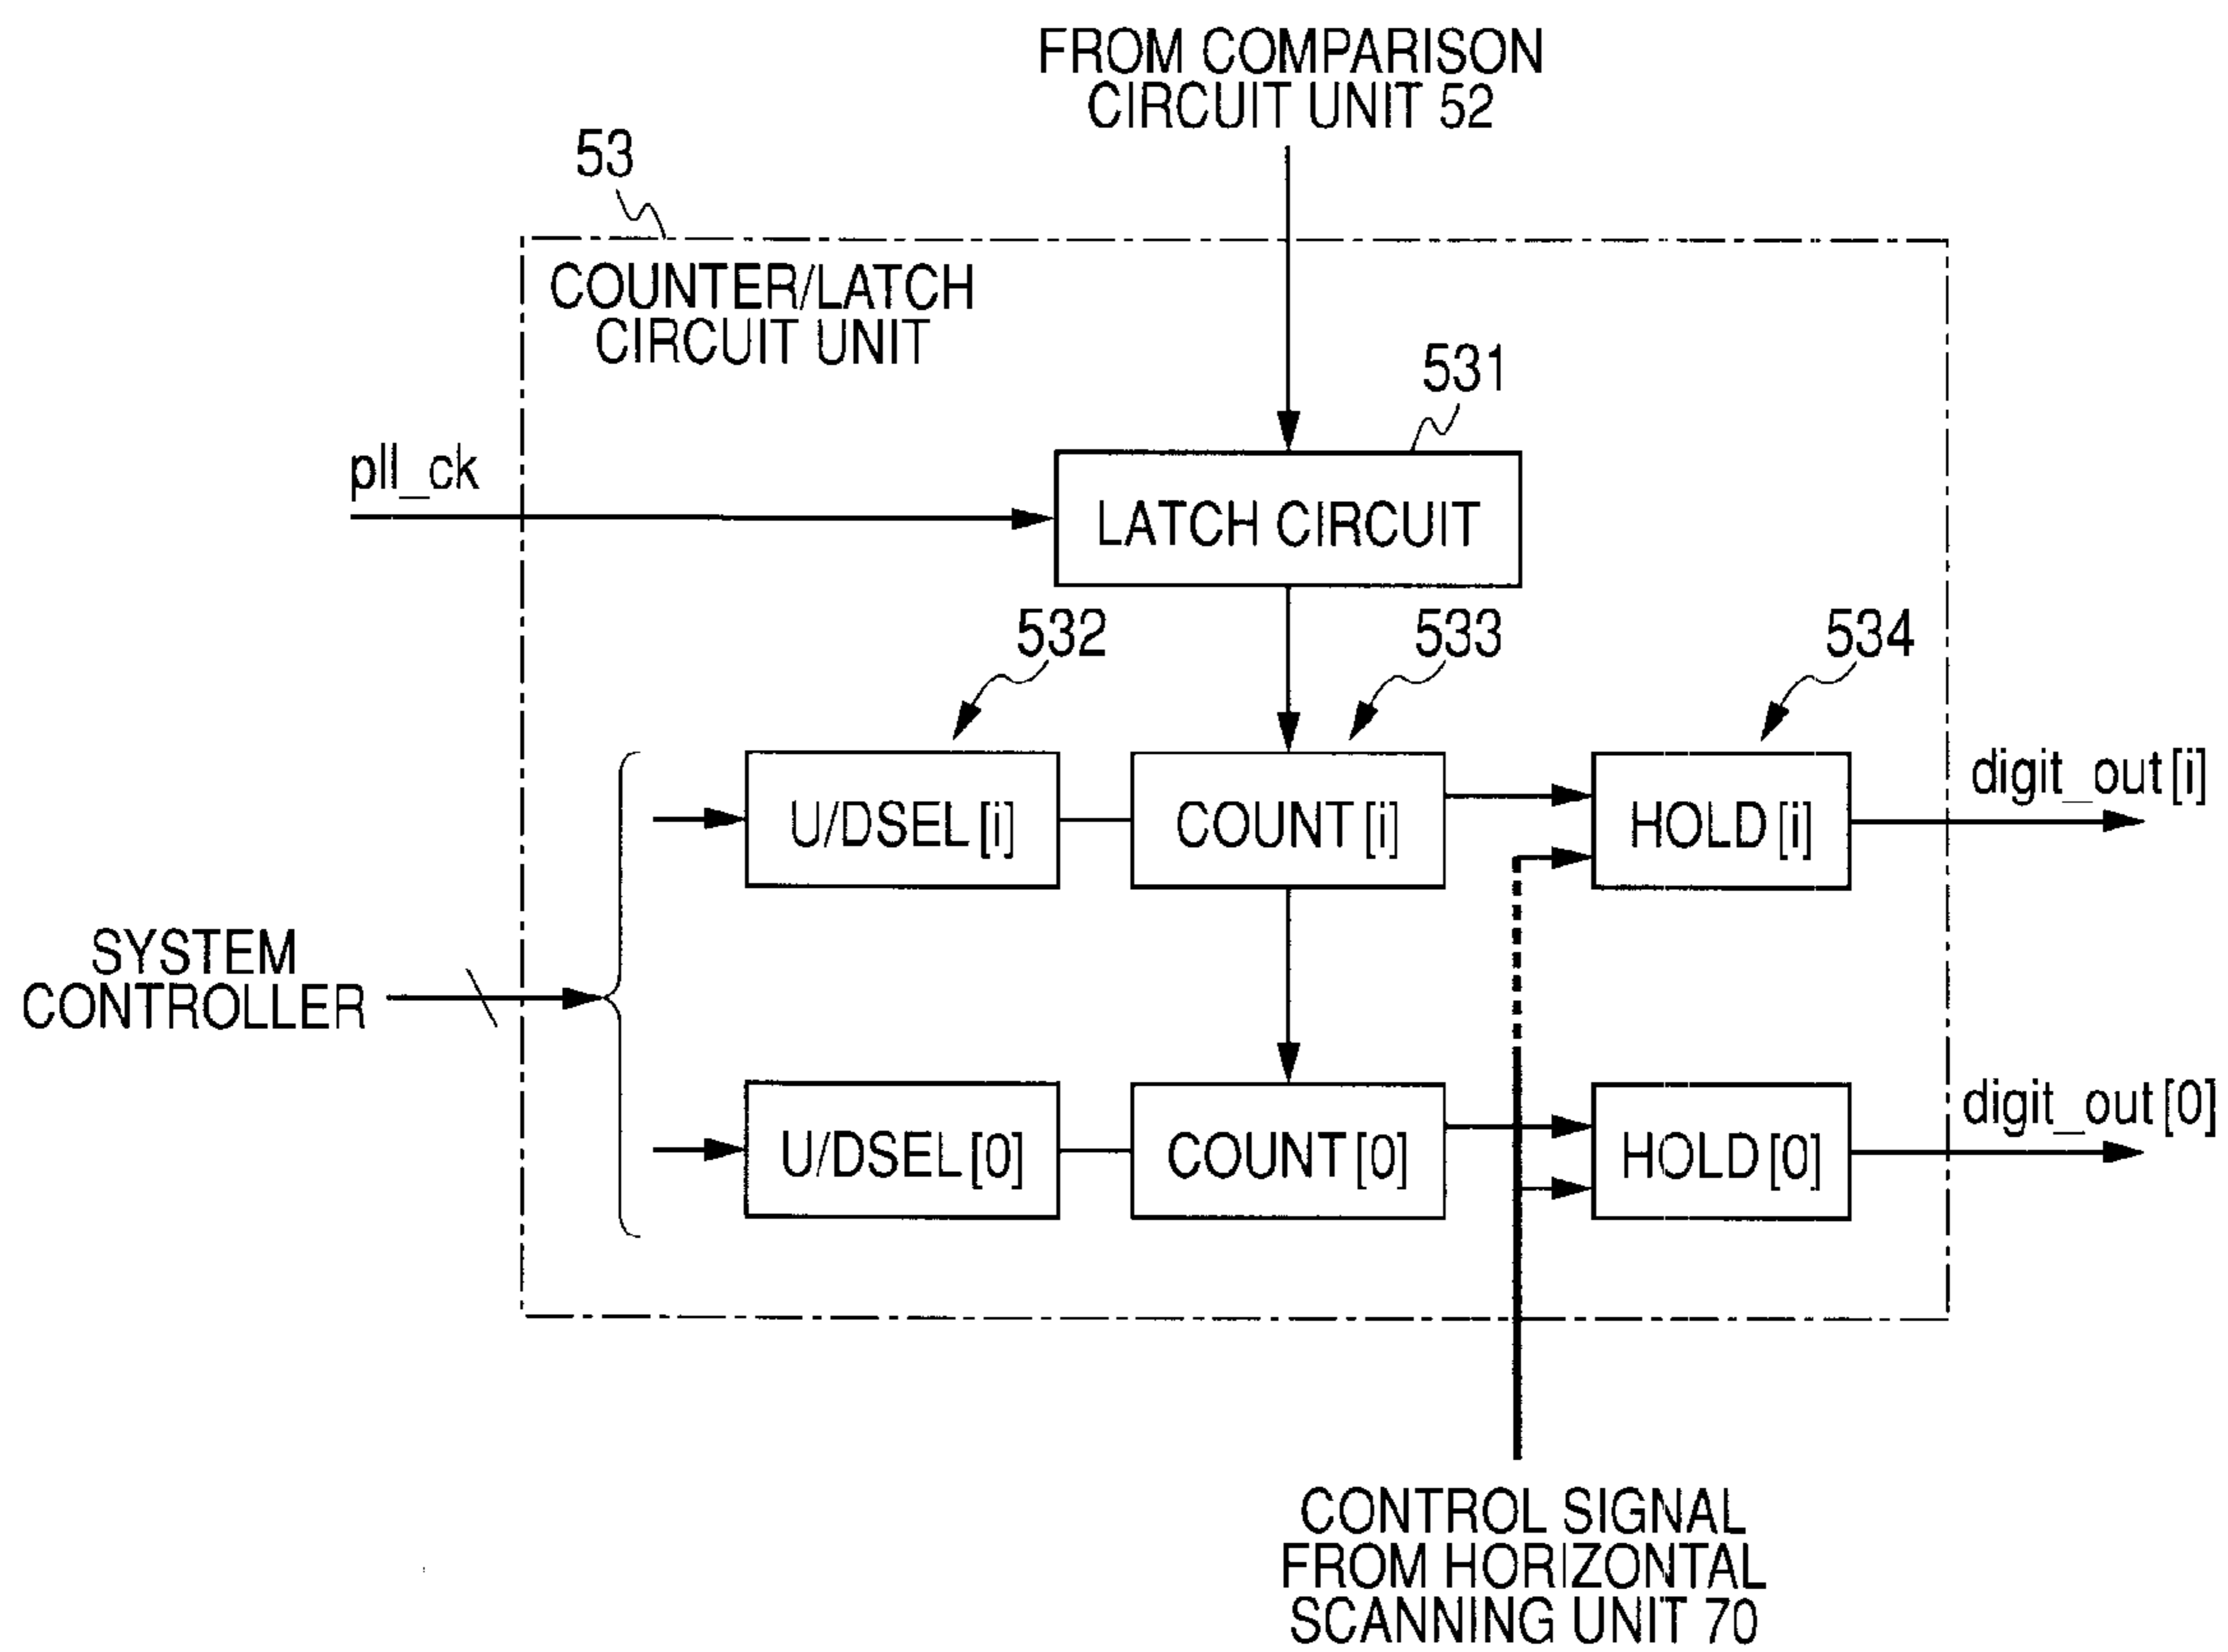 FROM COMPARISON
CIRCUIT UNIT 52
53
COUNTER/LATCH
CIRCUIT UNIT
531
pll_ck
LATCH CIRCUIT
532
533
534
U/DSEL[i]
COUNT[i]
HOLD[i]
digit_out[i]
SYSTEM
CONTROLLER
U/DSEL[0]
COUNT[0]
HOLD[0]
digit_out[0]
CONTROL SIGNAL
FROM HORIZONTAL
SCANNING UNIT 70